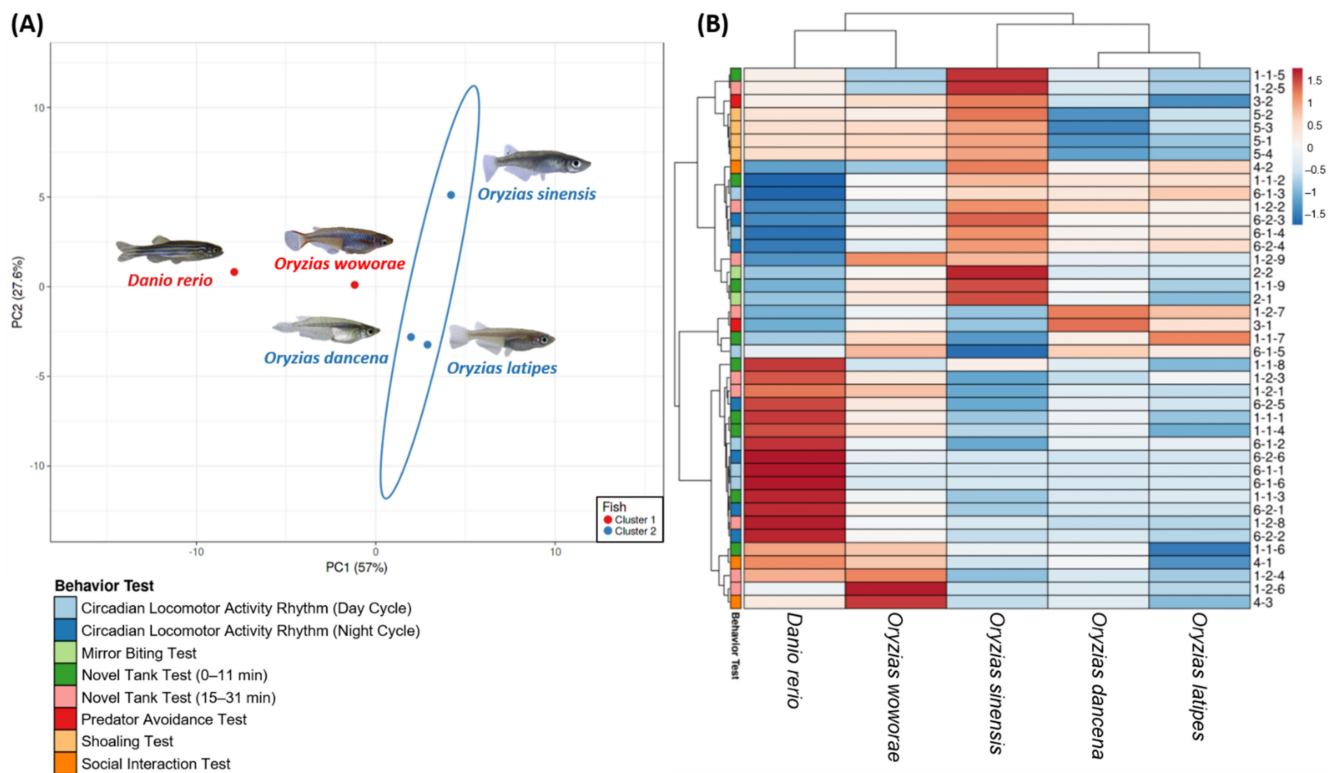 (A)
10
5
0
-5
-10
PC2 (27.6%)
-10
0
10
PC1 (57%)
Danio rerio
Oryzias woworae
Oryzias sinensis
Oryzias dancena
Oryzias latipes
Fish
Cluster 1
Cluster 2
Behavior Test
Circadian Locomotor Activity Rhythm (Day Cycle)
Circadian Locomotor Activity Rhythm (Night Cycle)
Mirror Biting Test
Novel Tank Test (0–11 min)
Novel Tank Test (15–31 min)
Predator Avoidance Test
Shoaling Test
Social Interaction Test
(B)
1-1-5
1-2-5
3-2
5-2
5-3
5-1
5-4
4-2
1-1-2
6-1-3
1-2-2
6-2-3
6-1-4
6-2-4
1-2-9
2-2
1-1-9
2-1
1-2-7
3-1
1-1-7
6-1-5
1-1-8
1-2-3
1-2-1
6-2-5
1-1-1
1-1-4
6-1-2
6-2-6
6-1-1
6-1-6
1-1-3
6-2-1
1-2-8
6-2-2
1-1-6
4-1
1-2-4
1-2-6
4-3
1.5
1
0.5
0
−0.5
−1
−1.5
Behavior Test
Danio rerio
Oryzias woworae
Oryzias sinensis
Oryzias dancena
Oryzias latipes